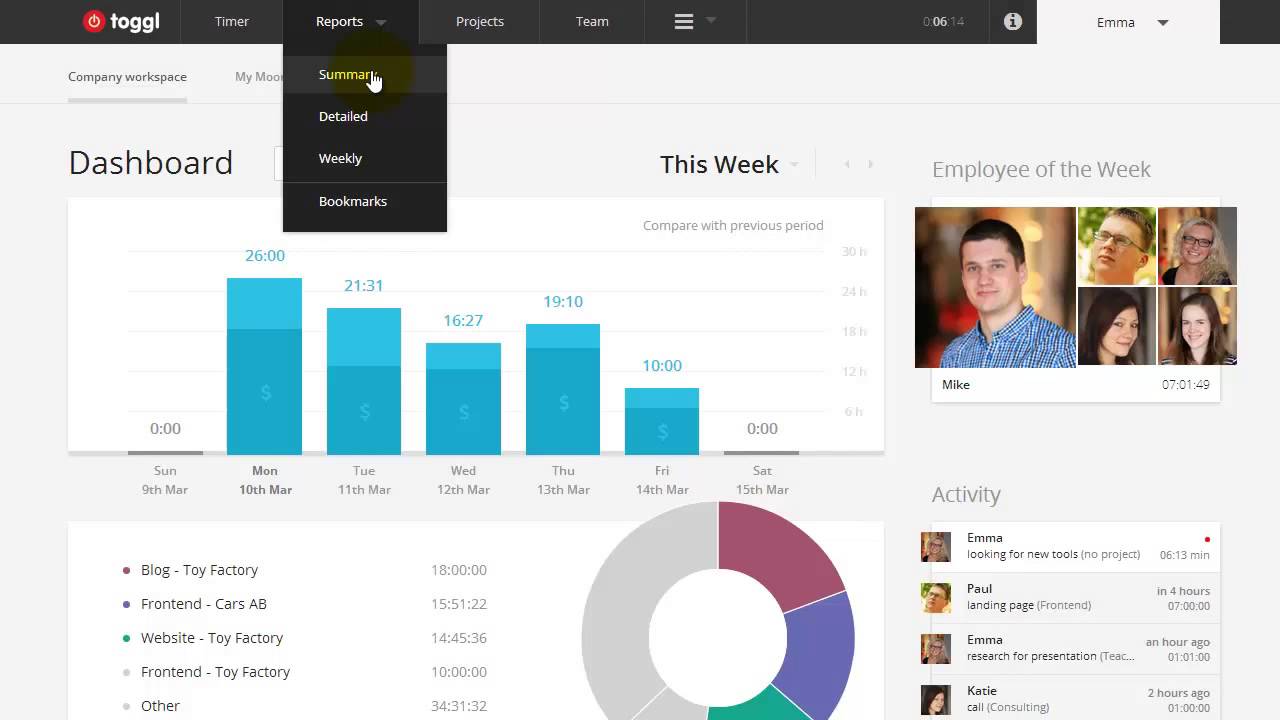 toggl
Timer
Reports
Projects
Team
0:06:14
Emma
Company workspace
Summary
Detailed
Weekly
Bookmarks
Dashboard
This Week
Compare with previous period
30 h
24 h
18 h
12 h
6 h
0:00
26:00
21:31
16:27
19:10
10:00
0:00
$
$
$
$
$
Sun
9th Mar
Mon
10th Mar
Tue
11th Mar
Wed
12th Mar
Thu
13th Mar
Fri
14th Mar
Sat
15th Mar
Blog - Toy Factory 18:00:00
Frontend - Cars AB 15:51:22
Website - Toy Factory 14:45:36
Frontend - Toy Factory 10:00:00
Other 34:31:32
Employee of the Week
Mike 07:01:49
Activity
Emma
looking for new tools (no project) 06:13 min
Paul in 4 hours
landing page (Frontend) 07:00:00
Emma an hour ago
research for presentation (Teac... 01:01:00
Katie 2 hours ago
call (Consulting) 01:00:00